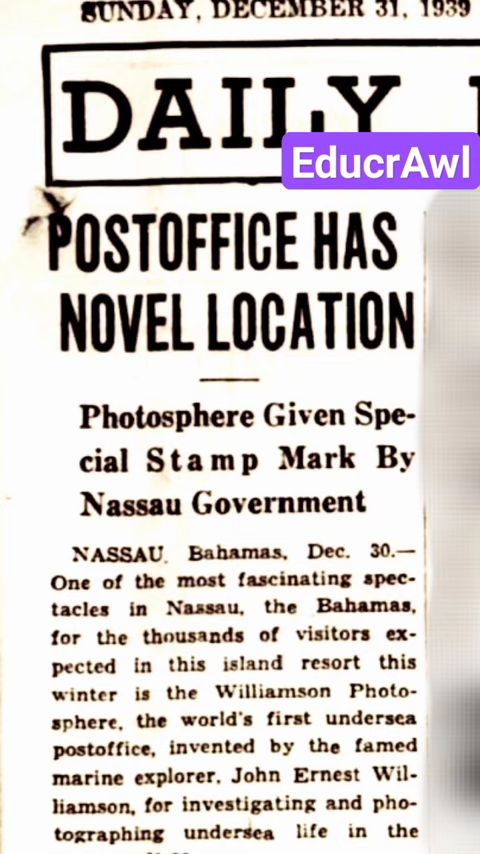 SUNDAY, DECEMBER 31, 1939
DAILY
EducrAwl
POSTOFFICE HAS
NOVEL LOCATION
Photosphere Given Spe-
cial Stamp Mark By
Nassau Government
NASSAU, Bahamas, Dec. 30.—
One of the most fascinating spec-
tacles in Nassau, the Bahamas,
for the thousands of visitors ex-
pected in this island resort this
winter is the Williamson Photo-
sphere, the world's first undersea
postoffice, invented by the famed
marine explorer, John Ernest Wil-
liamson, for investigating and pho-
tographing undersea life in the